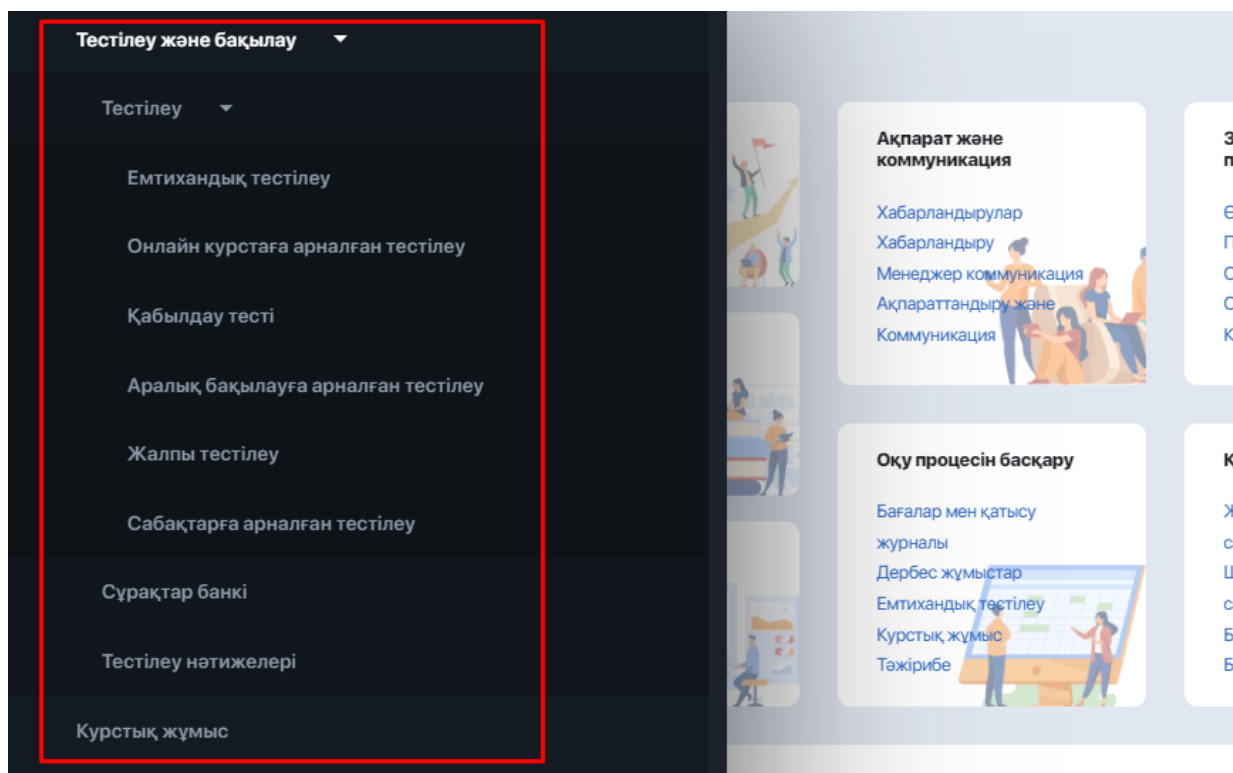 Тестілеу және бақылау
Тестілеу
Емтихандық тестілеу
Онлайн курстаға арналған тестілеу
Қабылдау тесті
Аралық бақылауға арналған тестілеу
Жалпы тестілеу
Сабақтарға арналған тестілеу
Сұрақтар банкі
Тестілеу нәтижелері
Курстық жұмыс
Ақпарат және
коммуникация
Хабарландырулар
Хабарландыру
Менеджер коммуникация
Ақпараттандыру және
Коммуникация
Оқу процесін басқару
Бағалар мен қатысу
журналы
Дербес жұмыстар
Емтихандық тестілеу
Курстық жұмыс
Тәжірибе